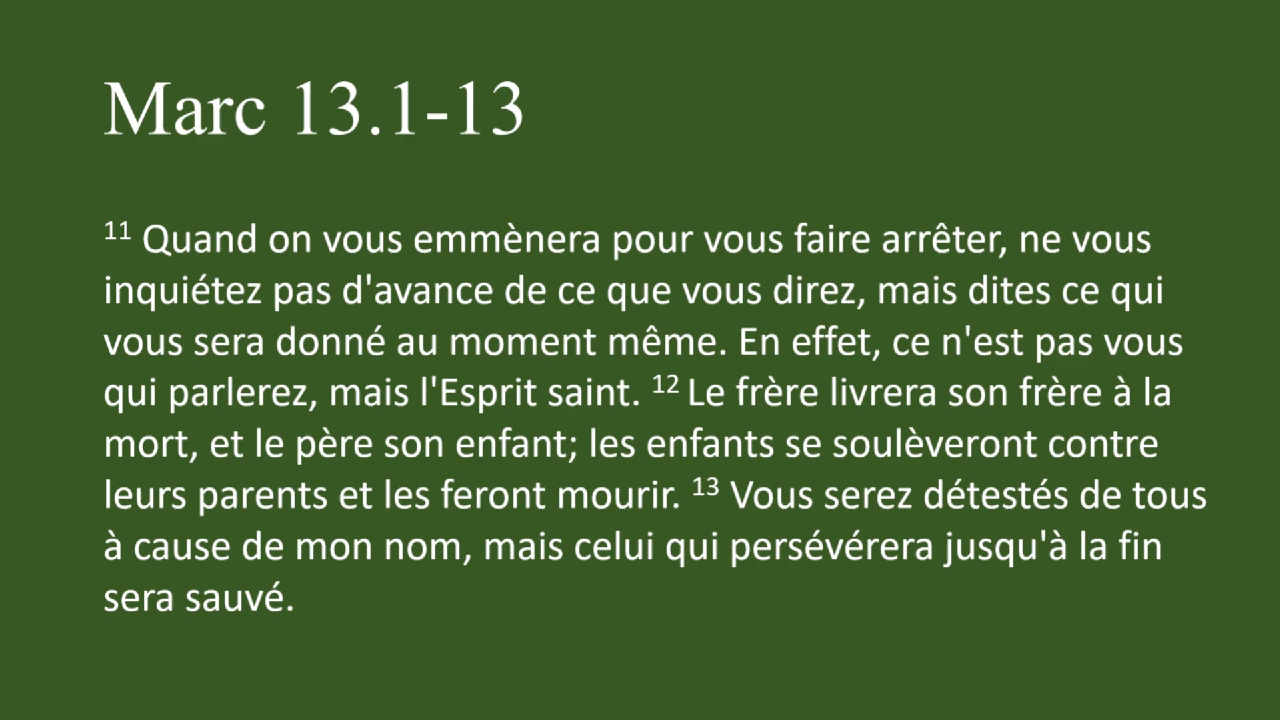 Marc 13.1-13
11 Quand on vous emmènera pour vous faire arrêter, ne vous
inquiétez pas d'avance de ce que vous direz, mais dites ce qui
vous sera donné au moment même. En effet, ce n'est pas vous
qui parlerez, mais l'Esprit saint. 12 Le frère livrera son frère à la
mort, et le père son enfant; les enfants se soulèveront contre
leurs parents et les feront mourir. 13 Vous serez détestés de tous
à cause de mon nom, mais celui qui persévérera jusqu'à la fin
sera sauvé.